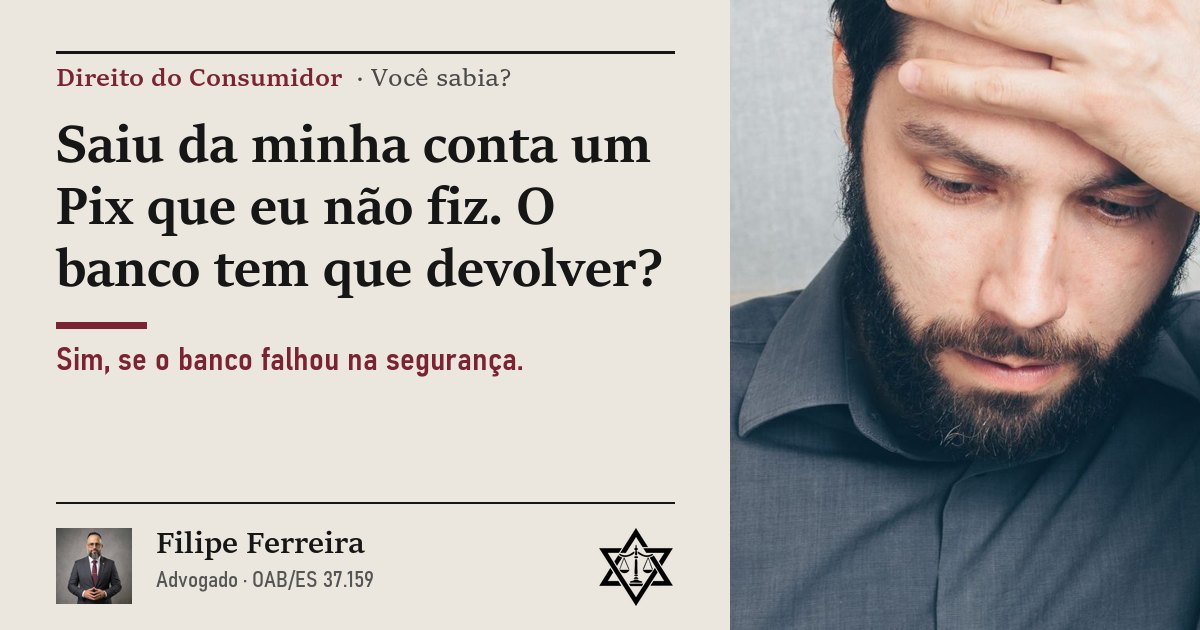 Direito do Consumidor · Você sabia?
Saiu da minha conta um
Pix que eu não fiz. O
banco tem que devolver?
Sim, se o banco falhou na segurança.
Filipe Ferreira
Advogado · OAB/ES 37.159